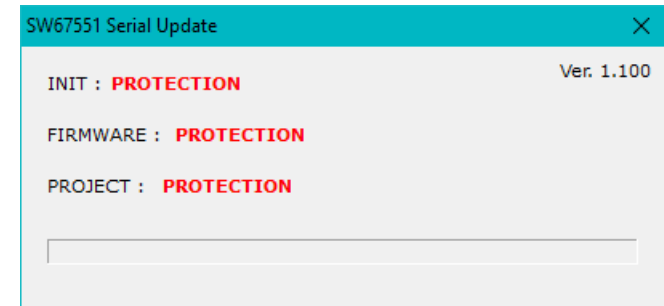 SW67551 Serial Update
Ver. 1.100
INIT : PROTECTION
FIRMWARE : PROTECTION
PROJECT : PROTECTION